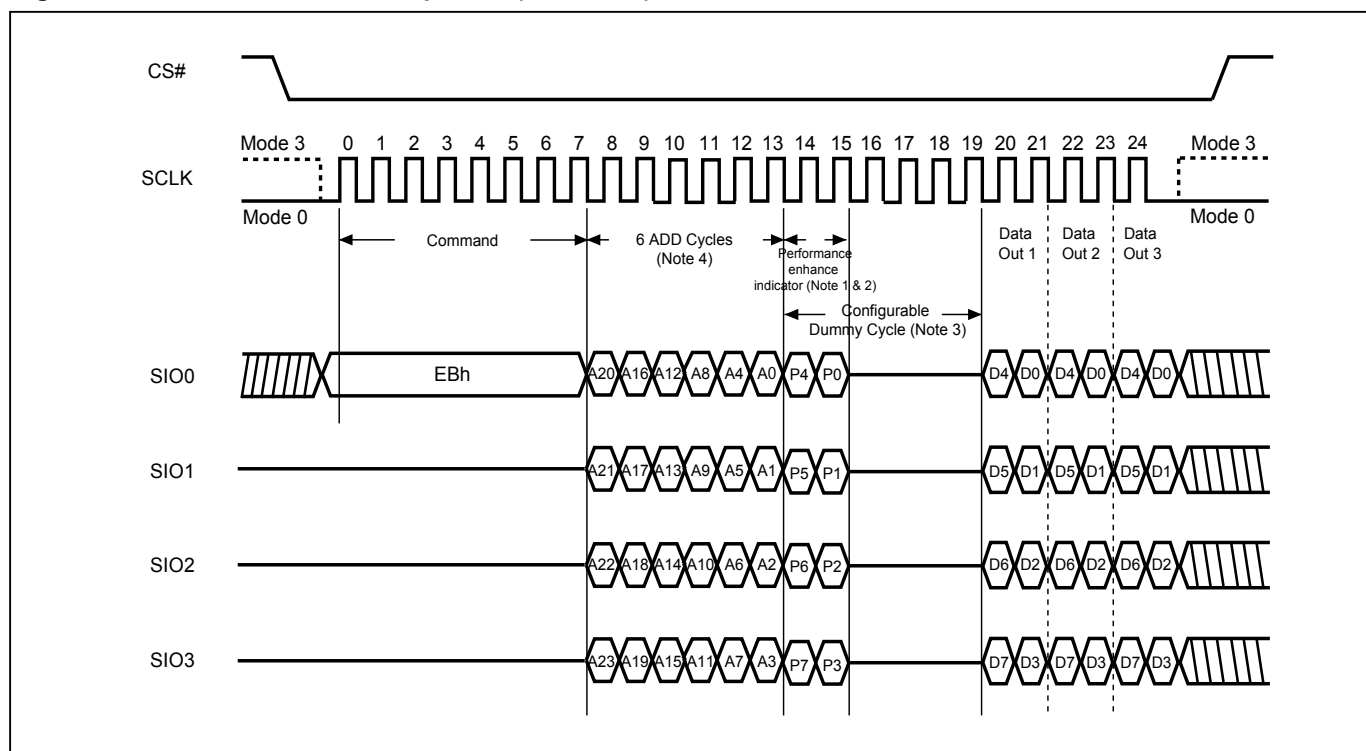 CS#
Mode 3 0 1 2 3 4 5 6 7 8 9 10 11 12 13 14 15 16 17 18 19 20 21 22 23 24 Mode 3
SCLK
Mode 0 Mode 0
Command
6 ADD Cycles
(Note 4)
Performance
enhance
indicator (Note 1 & 2)
Data
Out 1
Data
Out 2
Data
Out 3
Configurable
Dummy Cycle (Note 3)
SIO0 EBh A20 A16 A12 A8 A4 A0 P4 P0 D4 D0 D4 D0 D4 D0
SIO1 A21 A17 A13 A9 A5 A1 P5 P1 D5 D1 D5 D1 D5 D1
SIO2 A22 A18 A14 A10 A6 A2 P6 P2 D6 D2 D6 D2 D6 D2
SIO3 A23 A19 A15 A11 A7 A3 P7 P3 D7 D3 D7 D3 D7 D3